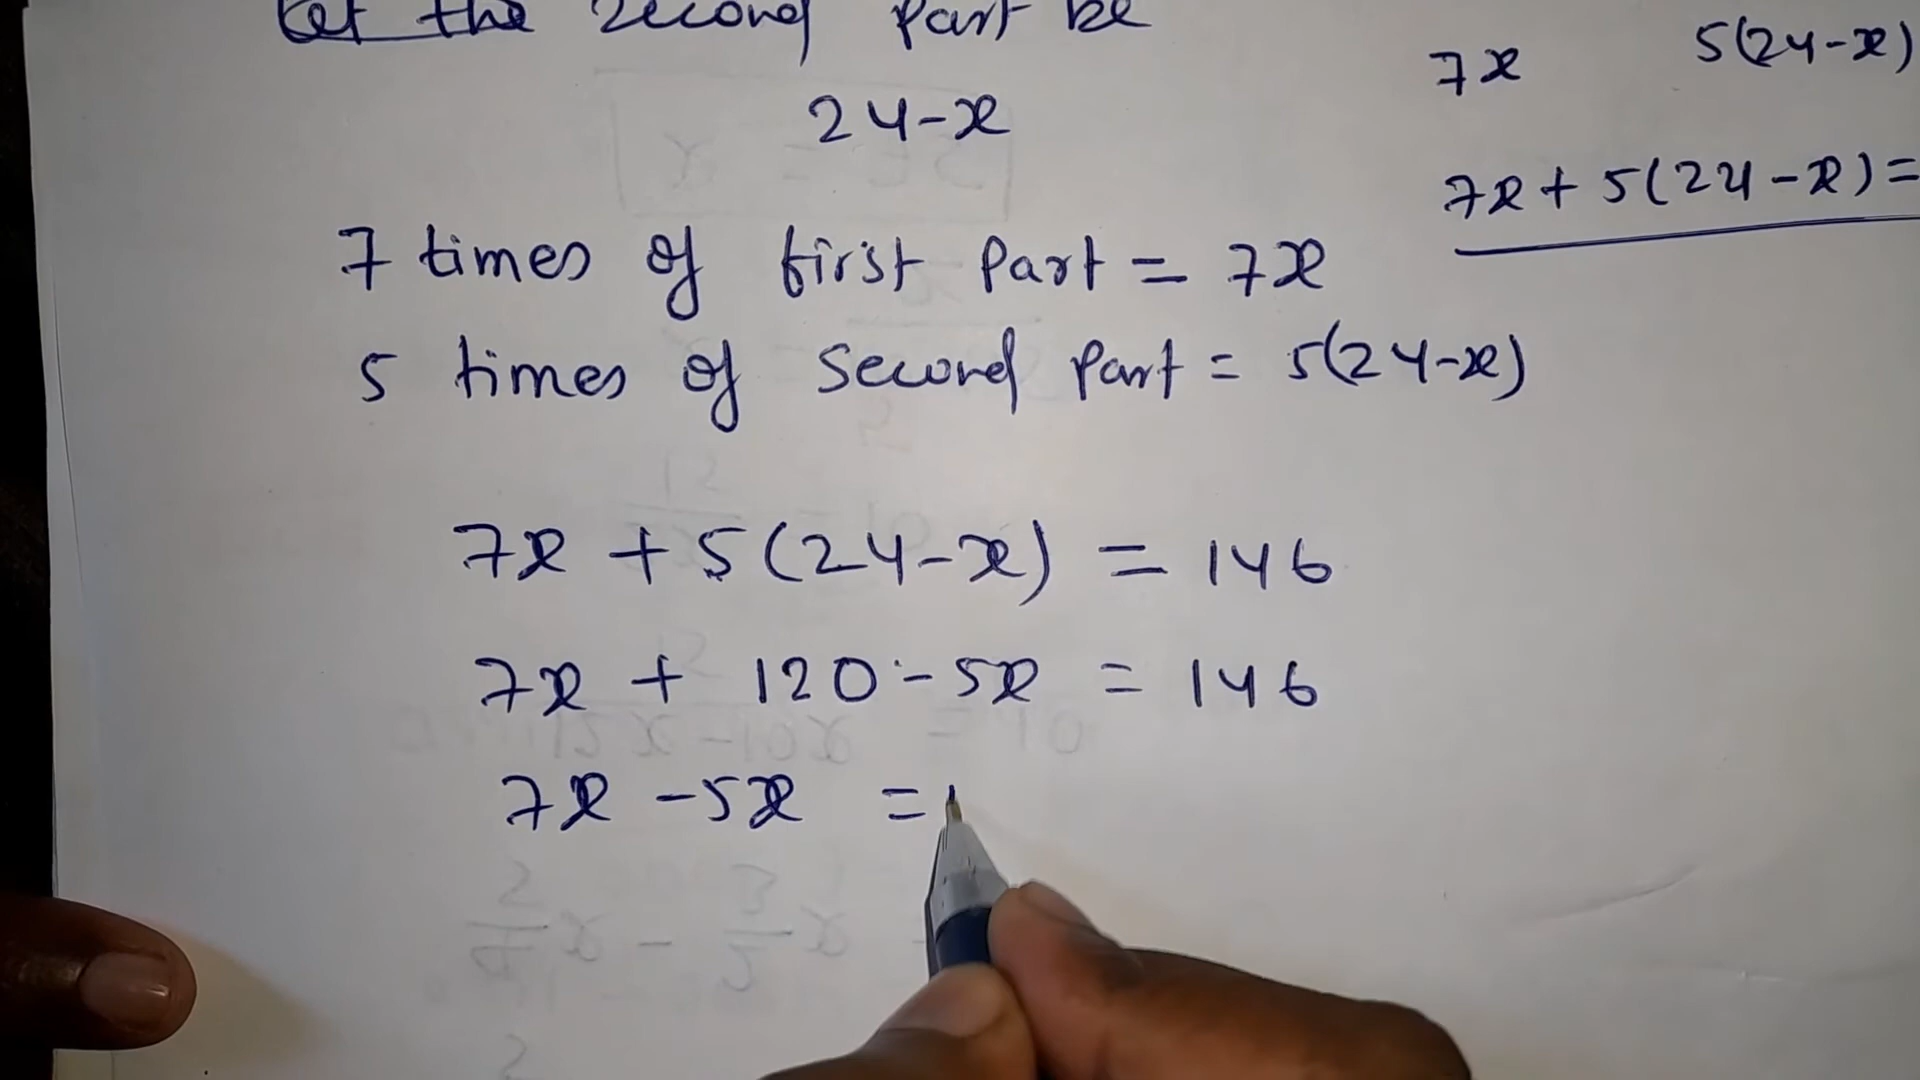 Let the Second Part be
24-x
7x 5(24-x)
7x + 5(24-x) =
7 times of first Part = 7x
5 times of Second Part = 5(24-x)
7x + 5(24-x) = 146
7x + 120 - 5x = 146
7x - 5x =